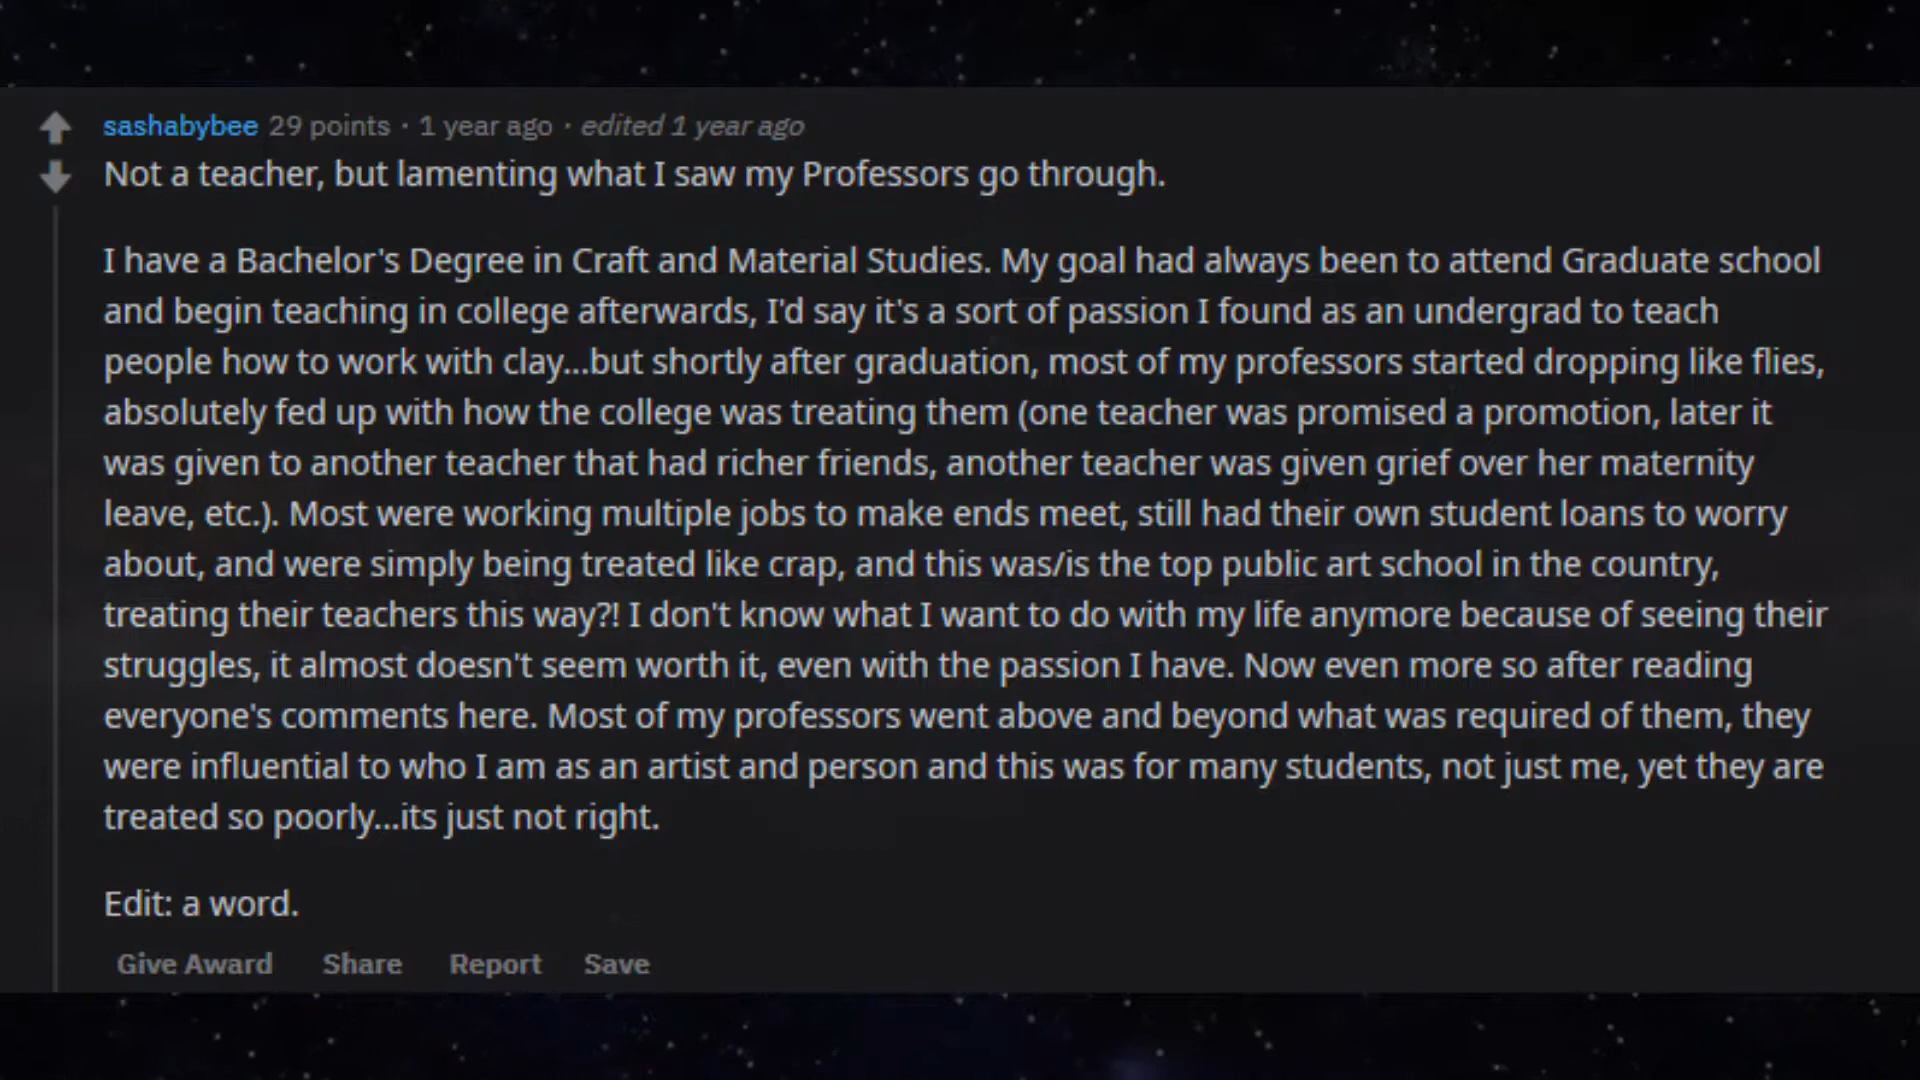 sashabybee 29 points · 1 year ago · edited 1 year ago
Not a teacher, but lamenting what I saw my Professors go through.
I have a Bachelor's Degree in Craft and Material Studies. My goal had always been to attend Graduate school
and begin teaching in college afterwards, I'd say it's a sort of passion I found as an undergrad to teach
people how to work with clay...but shortly after graduation, most of my professors started dropping like flies,
absolutely fed up with how the college was treating them (one teacher was promised a promotion, later it
was given to another teacher that had richer friends, another teacher was given grief over her maternity
leave, etc.). Most were working multiple jobs to make ends meet, still had their own student loans to worry
about, and were simply being treated like crap, and this was/is the top public art school in the country,
treating their teachers this way?! I don't know what I want to do with my life anymore because of seeing their
struggles, it almost doesn't seem worth it, even with the passion I have. Now even more so after reading
everyone's comments here. Most of my professors went above and beyond what was required of them, they
were influential to who I am as an artist and person and this was for many students, not just me, yet they are
treated so poorly...its just not right.
Edit: a word.
Give Award Share Report Save